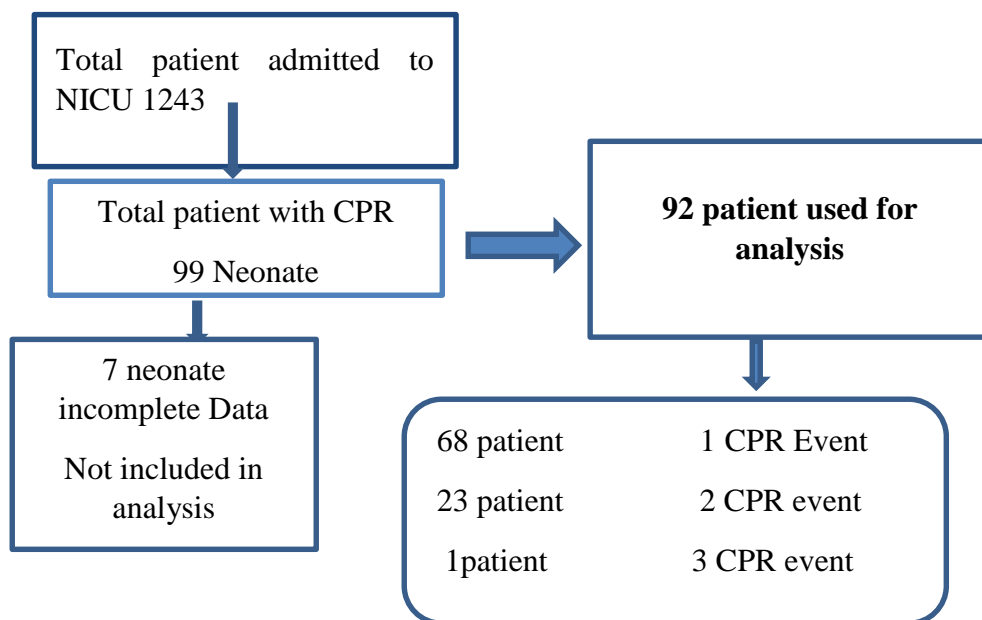 Total patient admitted to
NICU 1243
Total patient with CPR
99 Neonate
92 patient used for
analysis
7 neonate
incomplete Data
Not included in
analysis
68 patient 1 CPR Event
23 patient 2 CPR event
1patient 3 CPR event